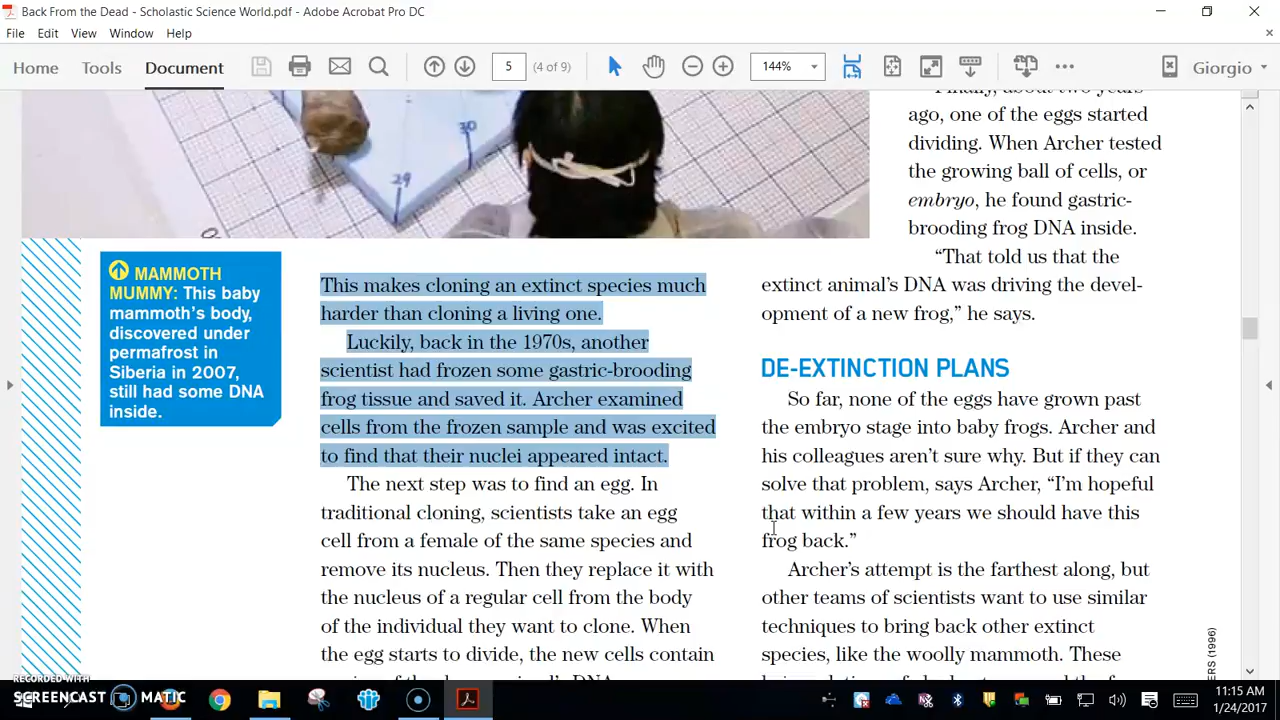 Back From the Dead - Scholastic Science World.pdf - Adobe Acrobat Pro DC
File Edit View Window Help
Home Tools Document 5 (4 of 9) 144% Giorgio
30
29
MAMMOTH
MUMMY: This baby
mammoth's body,
discovered under
permafrost in
Siberia in 2007,
still had some DNA
inside.
This makes cloning an extinct species much
harder than cloning a living one.
Luckily, back in the 1970s, another
scientist had frozen some gastric-brooding
frog tissue and saved it. Archer examined
cells from the frozen sample and was excited
to find that their nuclei appeared intact.
The next step was to find an egg. In
traditional cloning, scientists take an egg
cell from a female of the same species and
remove its nucleus. Then they replace it with
the nucleus of a regular cell from the body
of the individual they want to clone. When
the egg starts to divide, the new cells contain
Finally, about two years
ago, one of the eggs started
dividing. When Archer tested
the growing ball of cells, or
embryo, he found gastric-
brooding frog DNA inside.
“That told us that the
extinct animal's DNA was driving the devel-
opment of a new frog,” he says.
DE-EXTINCTION PLANS
So far, none of the eggs have grown past
the embryo stage into baby frogs. Archer and
his colleagues aren't sure why. But if they can
solve that problem, says Archer, “I'm hopeful
that within a few years we should have this
frog back.”
Archer's attempt is the farthest along, but
other teams of scientists want to use similar
techniques to bring back other extinct
species, like the woolly mammoth. These
ERS (1996)
RECORDED WITH
SCREENCAST MATIC
11:15 AM
1/24/2017